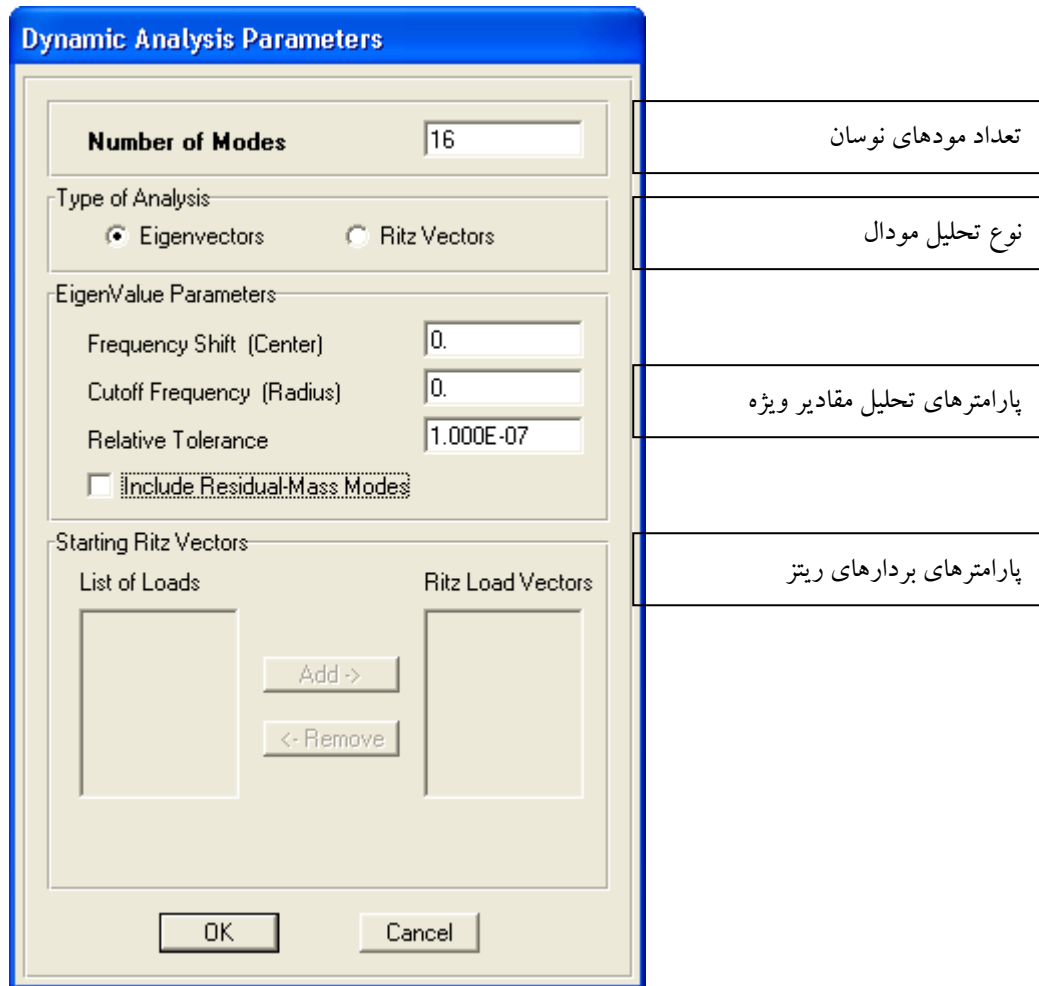 Dynamic Analysis Parameters
Number of Modes
16
تعداد مودهای نوسان
Type of Analysis
Eigenvectors
Ritz Vectors
نوع تحلیل مودال
EigenValue Parameters
Frequency Shift (Center)
0.
Cutoff Frequency (Radius)
0.
پارامترهای تحلیل مقادیر ویژه
Relative Tolerance
1.000E-07
Include Residual-Mass Modes
Starting Ritz Vectors
پارامترهای بردارهای ریتز
List of Loads
Ritz Load Vectors
Add ->
<- Remove
OK
Cancel